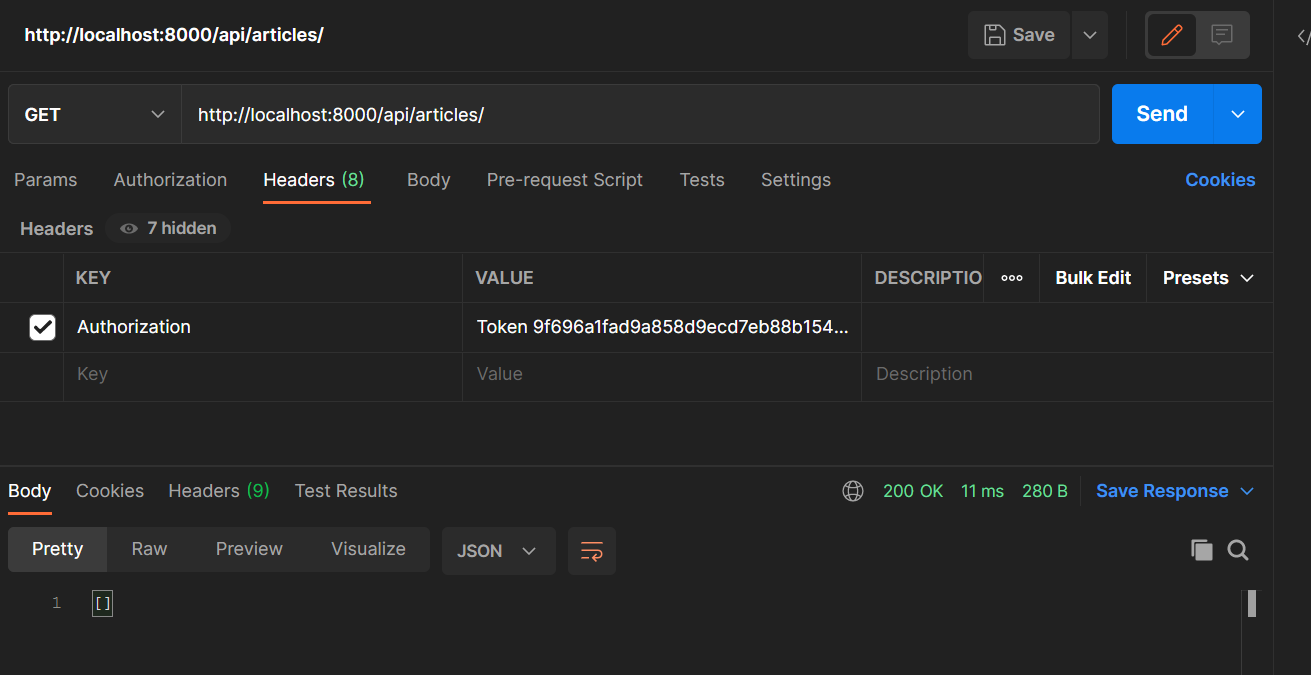 http://localhost:8000/api/articles/ Save
GET http://localhost:8000/api/articles/ Send
Params Authorization Headers (8) Body Pre-request Script Tests Settings Cookies
Headers 7 hidden
KEY VALUE DESCRIPTIO ooo Bulk Edit Presets
Authorization Token 9f696a1fad9a858d9ecd7eb88b154...
Key Value Description
Body Cookies Headers (9) Test Results 200 OK 11 ms 280 B Save Response
Pretty Raw Preview Visualize JSON
1 []